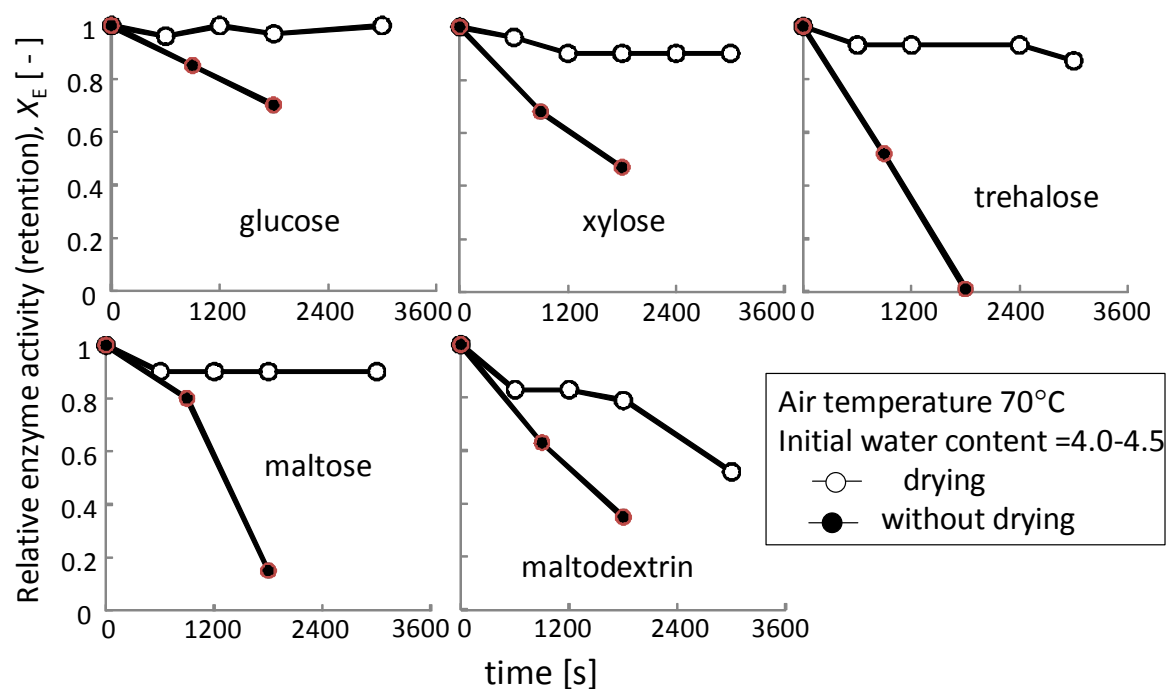 Relative enzyme activity (retention), X_E [ - ]
1
0.8
0.6
0.4
0.2
0
glucose
0 1200 2400 3600
xylose
0 1200 2400 3600
trehalose
0 1200 2400 3600
1
0.8
0.6
0.4
0.2
0
maltose
0 1200 2400 3600
maltodextrin
0 1200 2400 3600
time [s]
Air temperature 70°C
Initial water content =4.0-4.5
drying
without drying